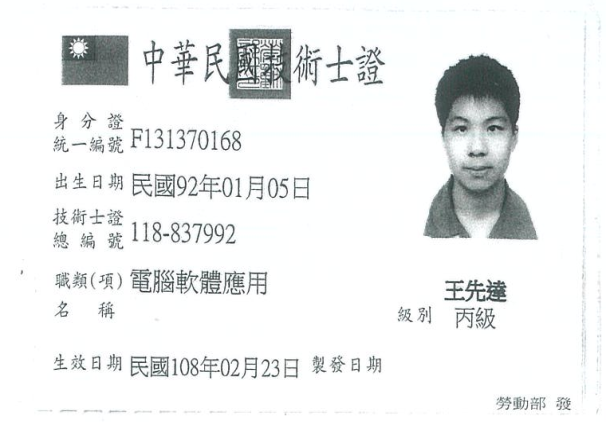 中華民國技術士證
身分證
統一編號 F131370168
出生日期 民國92年01月05日
技術士證
總編號 118-837992
職類(項) 電腦軟體應用
名稱
王先達
級別 丙級
生效日期 民國108年02月23日 製發日期
勞動部 發